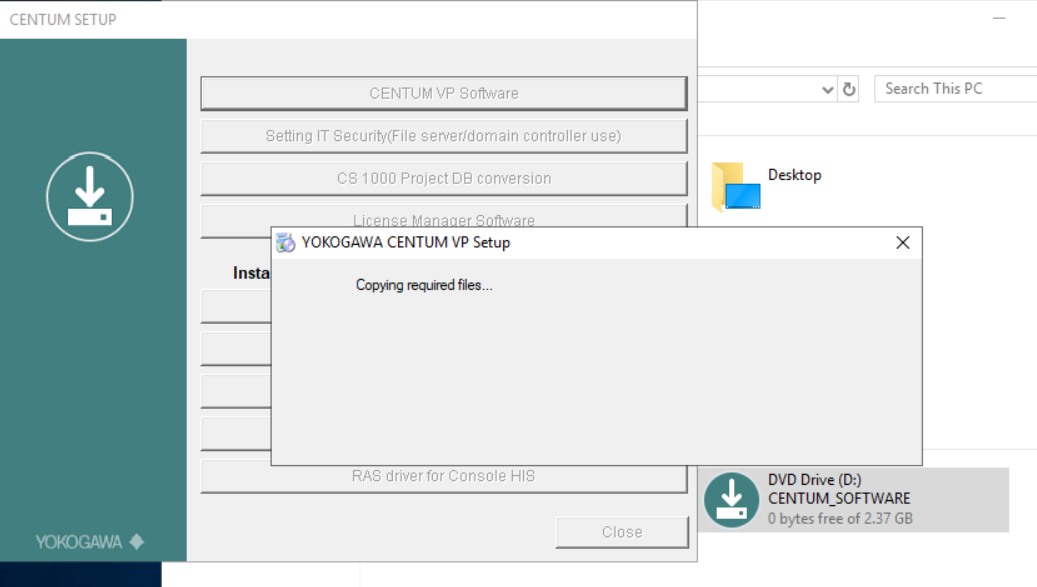 CENTUM SETUP
CENTUM VP Software
Setting IT Security(File server/domain controller use)
CS 1000 Project DB conversion
License Manager Software
Insta
RAS driver for Console HIS
Close
YOKOGAWA
YOKOGAWA CENTUM VP Setup
Copying required files...
Search This PC
Desktop
DVD Drive (D:)
CENTUM_SOFTWARE
0 bytes free of 2.37 GB